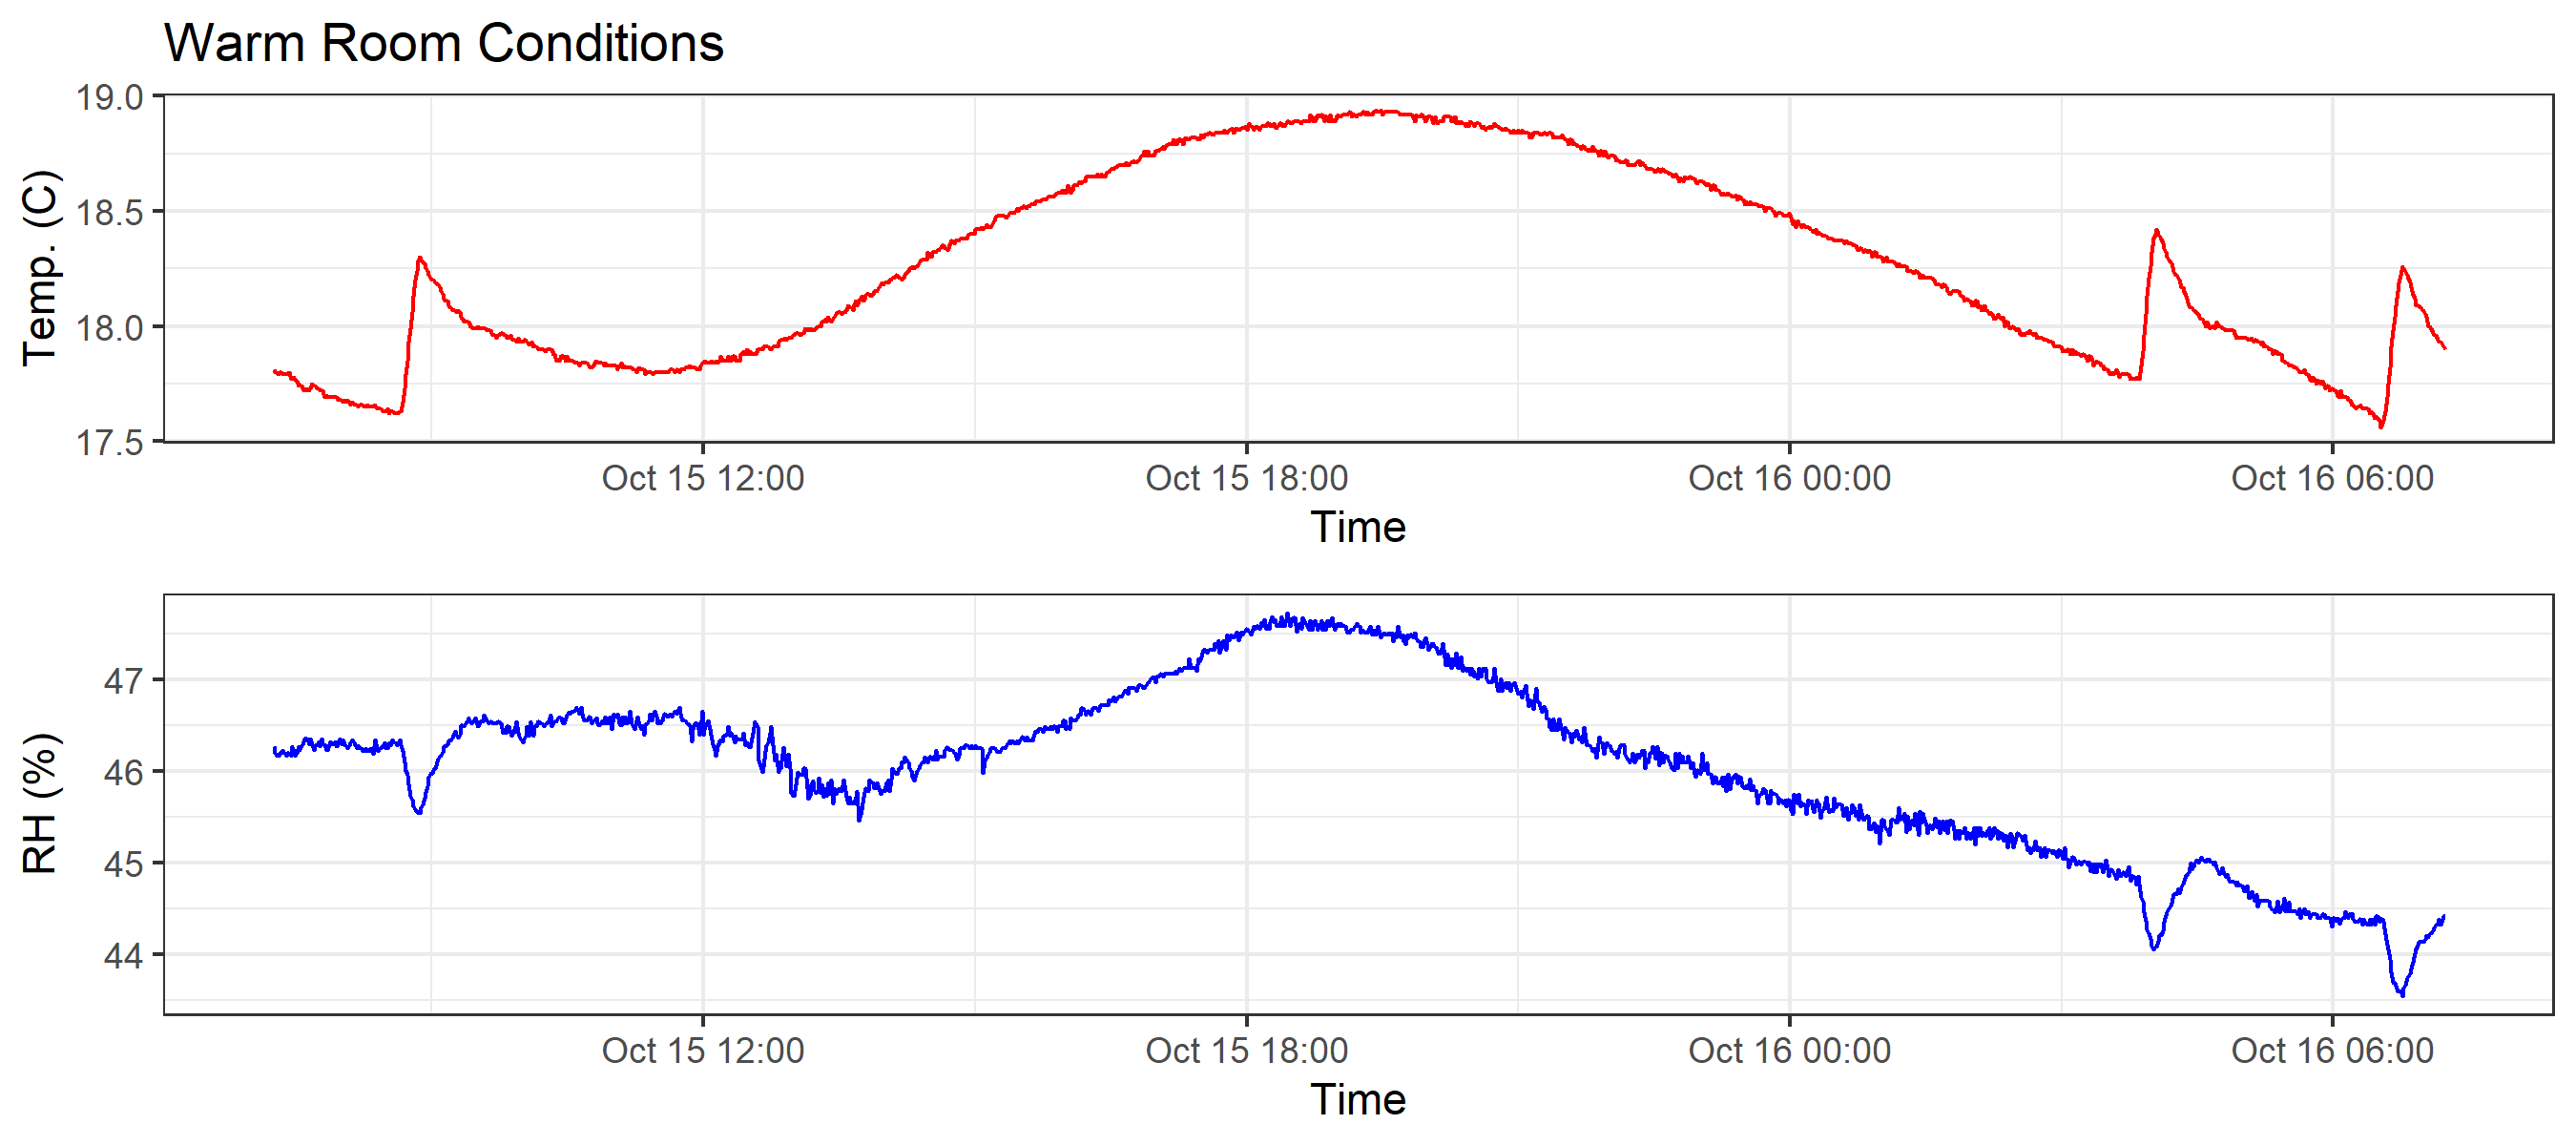 Warm Room Conditions
19.0
18.5
18.0
17.5
Temp. (C)
Oct 15 12:00 Oct 15 18:00 Oct 16 00:00 Oct 16 06:00
Time
47
46
45
44
RH (%)
Oct 15 12:00 Oct 15 18:00 Oct 16 00:00 Oct 16 06:00
Time